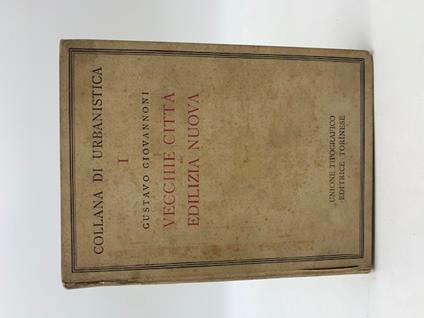 COLLANA DI URBANISTICA
I
GUSTAVO GIOVANNONI
VECCHIE CITTÀ
ED
EDILIZIA NUOVA
UNIONE TIPOGRAFICO
EDITRICE TORINESE